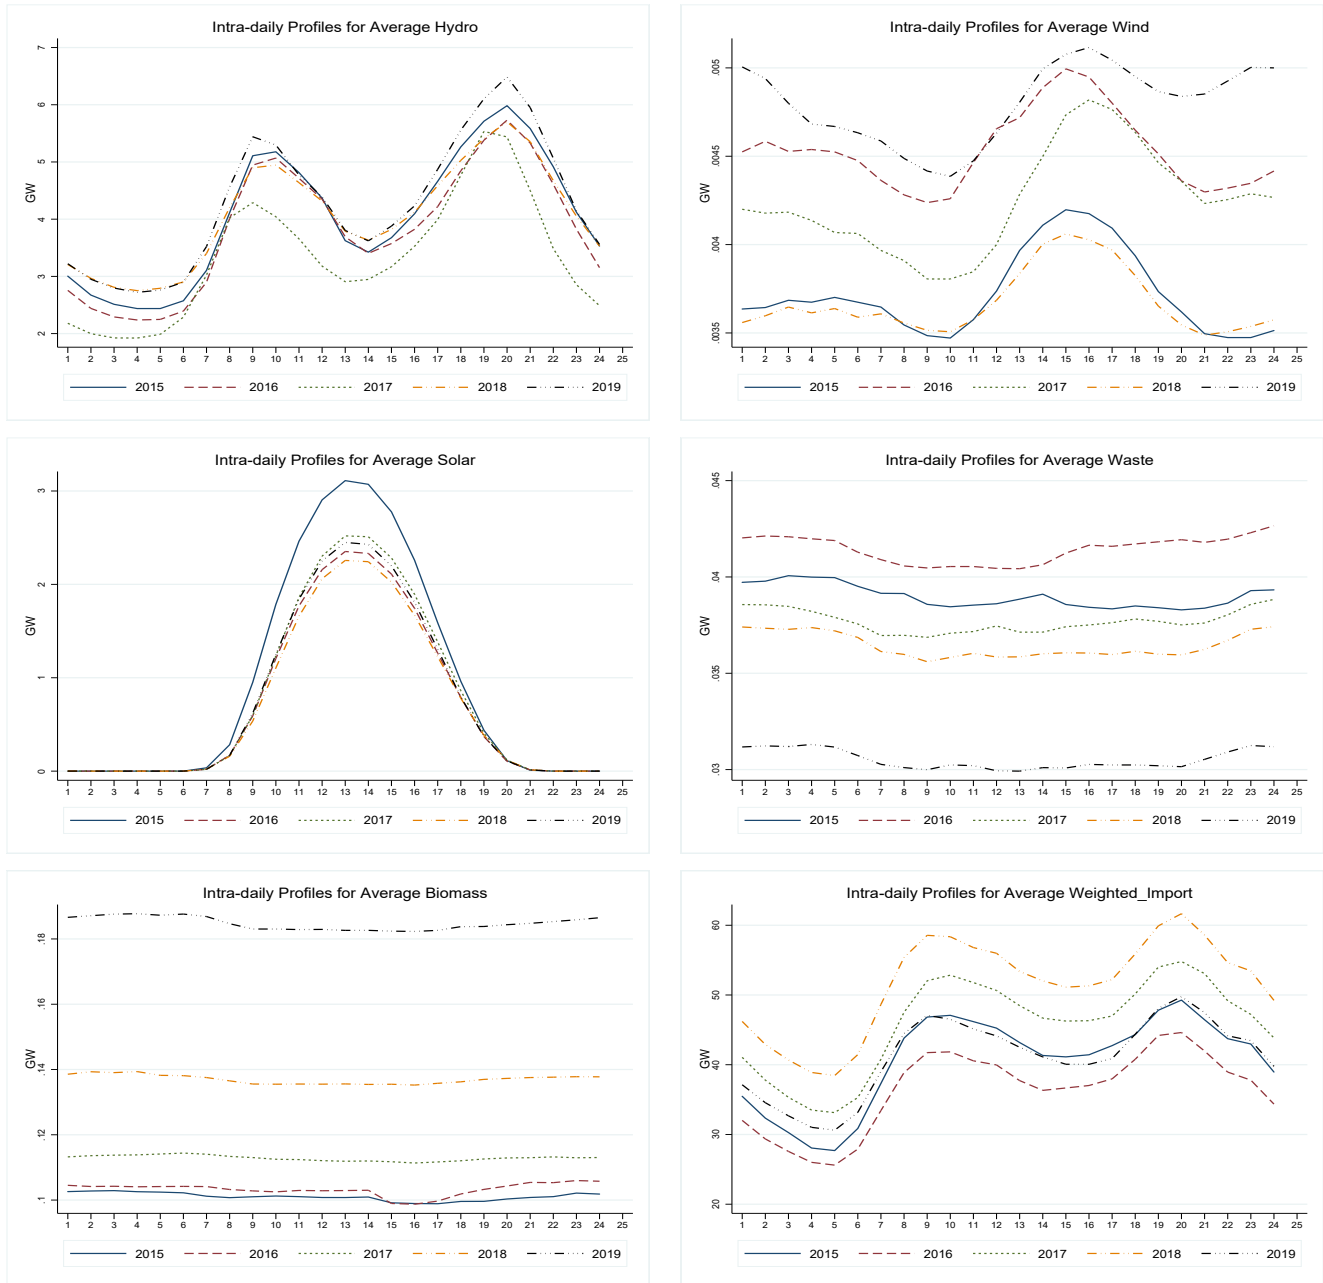 Intra-daily Profiles for Average Hydro
GW
7
6
5
4
3
2
1 2 3 4 5 6 7 8 9 10 11 12 13 14 15 16 17 18 19 20 21 22 23 24 25
2015 2016 2017 2018 2019
Intra-daily Profiles for Average Wind
GW
.005
.0045
.004
.0035
1 2 3 4 5 6 7 8 9 10 11 12 13 14 15 16 17 18 19 20 21 22 23 24 25
2015 2016 2017 2018 2019
Intra-daily Profiles for Average Solar
GW
3
2
1
0
1 2 3 4 5 6 7 8 9 10 11 12 13 14 15 16 17 18 19 20 21 22 23 24 25
2015 2016 2017 2018 2019
Intra-daily Profiles for Average Waste
GW
.045
.04
.035
.03
1 2 3 4 5 6 7 8 9 10 11 12 13 14 15 16 17 18 19 20 21 22 23 24 25
2015 2016 2017 2018 2019
Intra-daily Profiles for Average Biomass
GW
.18
.16
.14
.12
.1
1 2 3 4 5 6 7 8 9 10 11 12 13 14 15 16 17 18 19 20 21 22 23 24 25
2015 2016 2017 2018 2019
Intra-daily Profiles for Average Weighted_Import
GW
60
50
40
30
20
1 2 3 4 5 6 7 8 9 10 11 12 13 14 15 16 17 18 19 20 21 22 23 24 25
2015 2016 2017 2018 2019